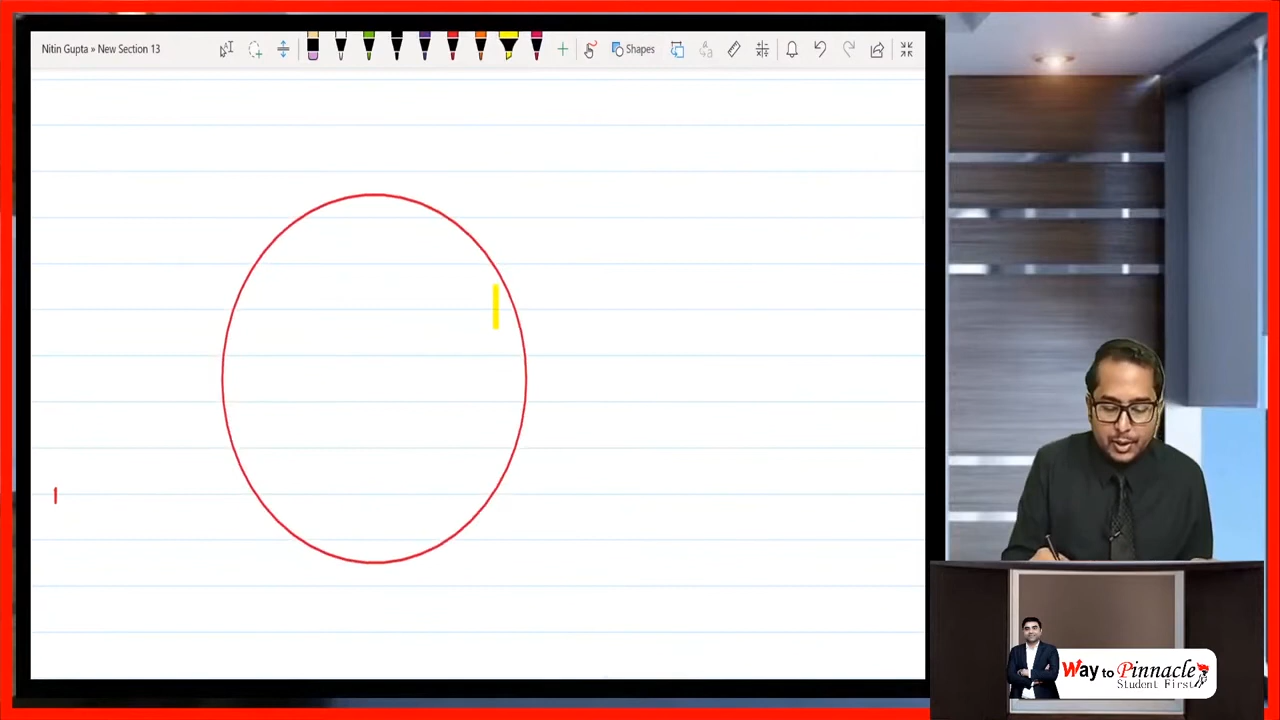 Nitin Gupta » New Section 13
Shapes
Way to Pinnacle
Student First